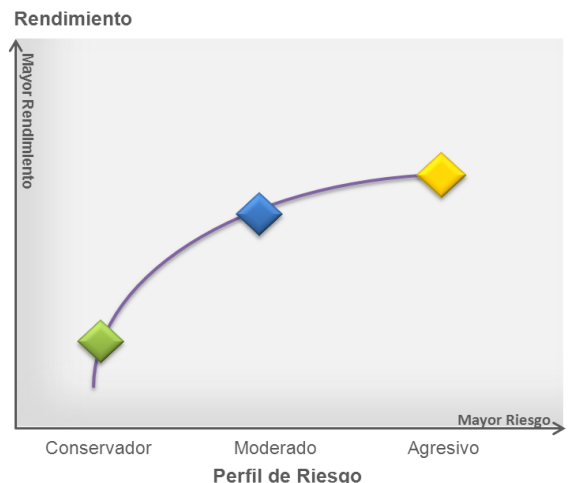 Rendimiento
Mayor Rendimiento
Mayor Riesgo
Conservador
Moderado
Agresivo
Perfil de Riesgo